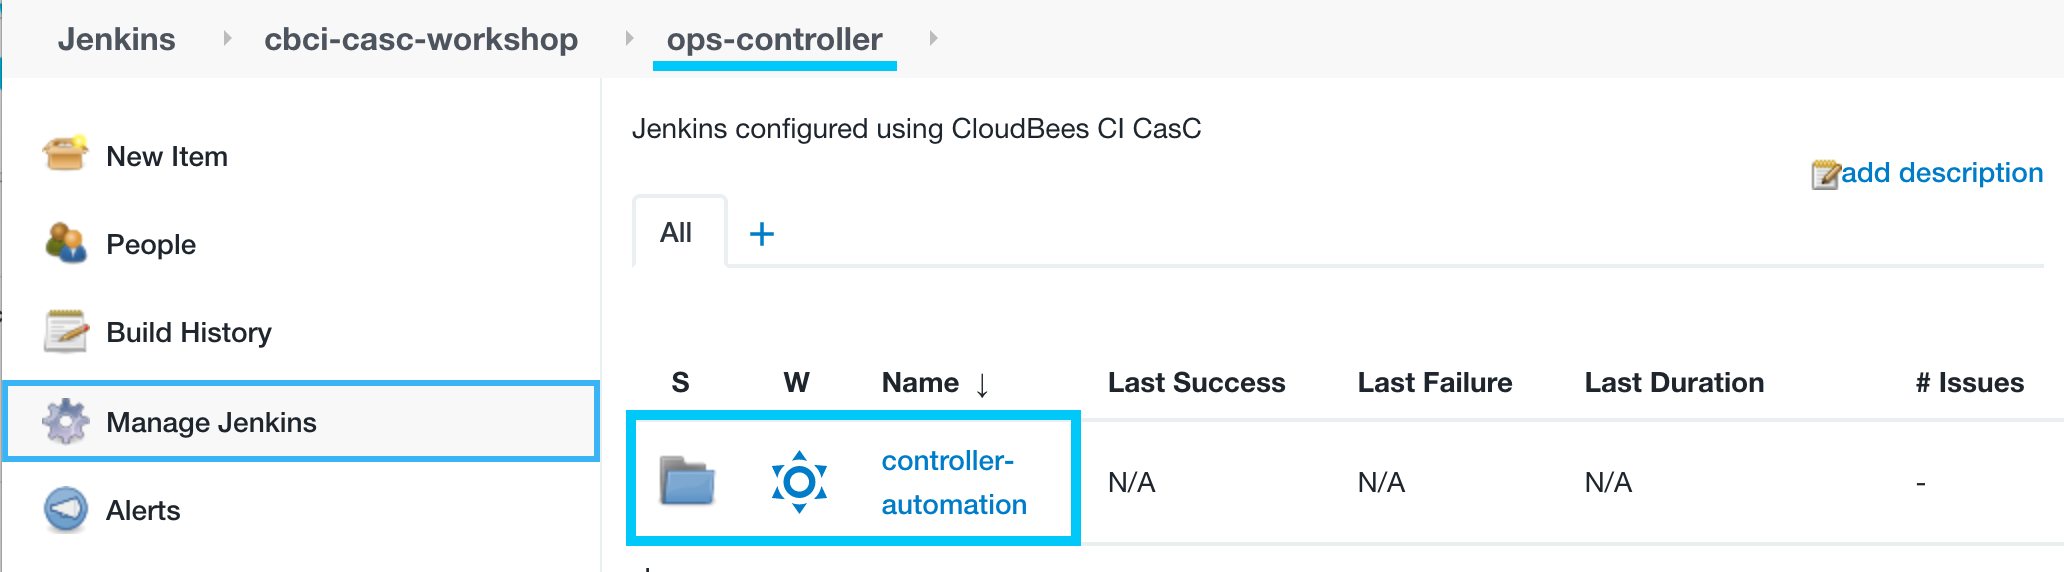 Jenkins cbci-casc-workshop ops-controller
New Item
People
Build History
Manage Jenkins
Alerts
Jenkins configured using CloudBees CI CasC
add description
All +
S W Name ↓ Last Success Last Failure Last Duration # Issues
controller-
automation
N/A N/A N/A -